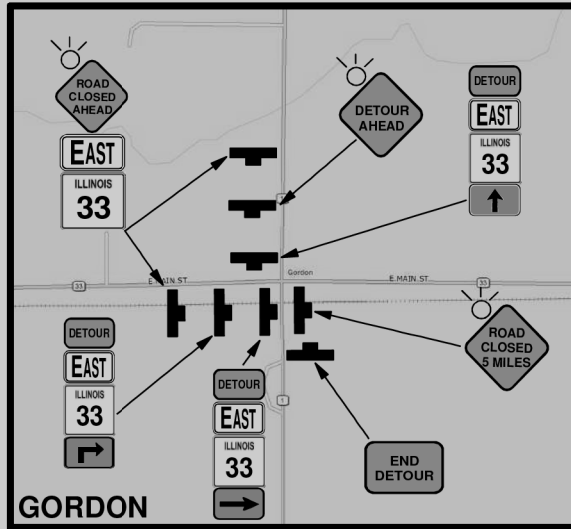 ROAD
CLOSED
AHEAD
EAST
ILLINOIS
33
DETOUR
AHEAD
DETOUR
EAST
ILLINOIS
33
1
Gordon
33
E MAIN ST
E MAIN ST
33
DETOUR
EAST
ILLINOIS
33
DETOUR
EAST
ILLINOIS
33
ROAD
CLOSED
5 MILES
1
END
DETOUR
GORDON